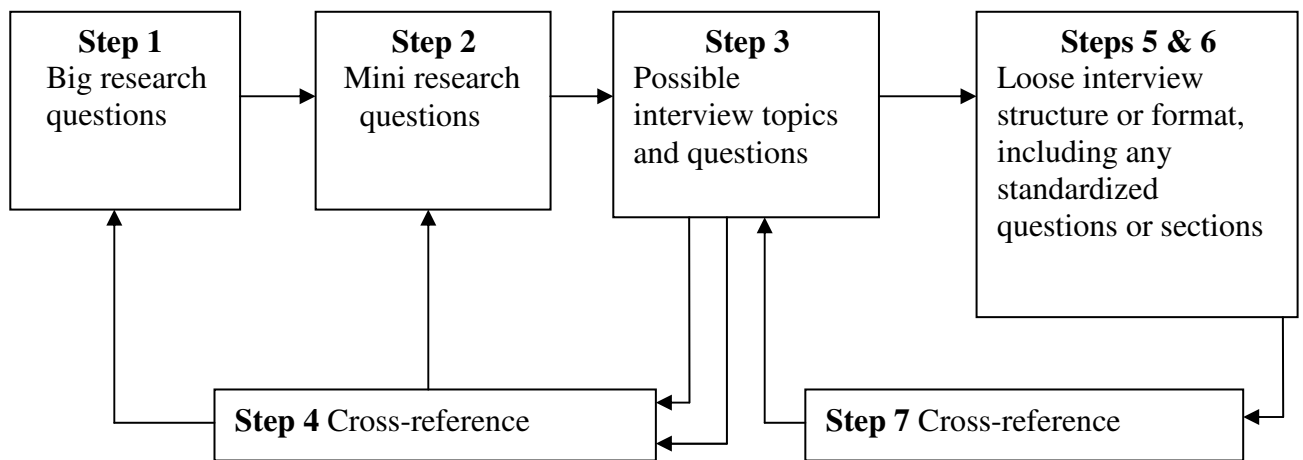 Step 1
Big research
questions
Step 2
Mini research
questions
Step 3
Possible
interview topics
and questions
Steps 5 & 6
Loose interview
structure or format,
including any
standardized
questions or sections
Step 4 Cross-reference
Step 7 Cross-reference